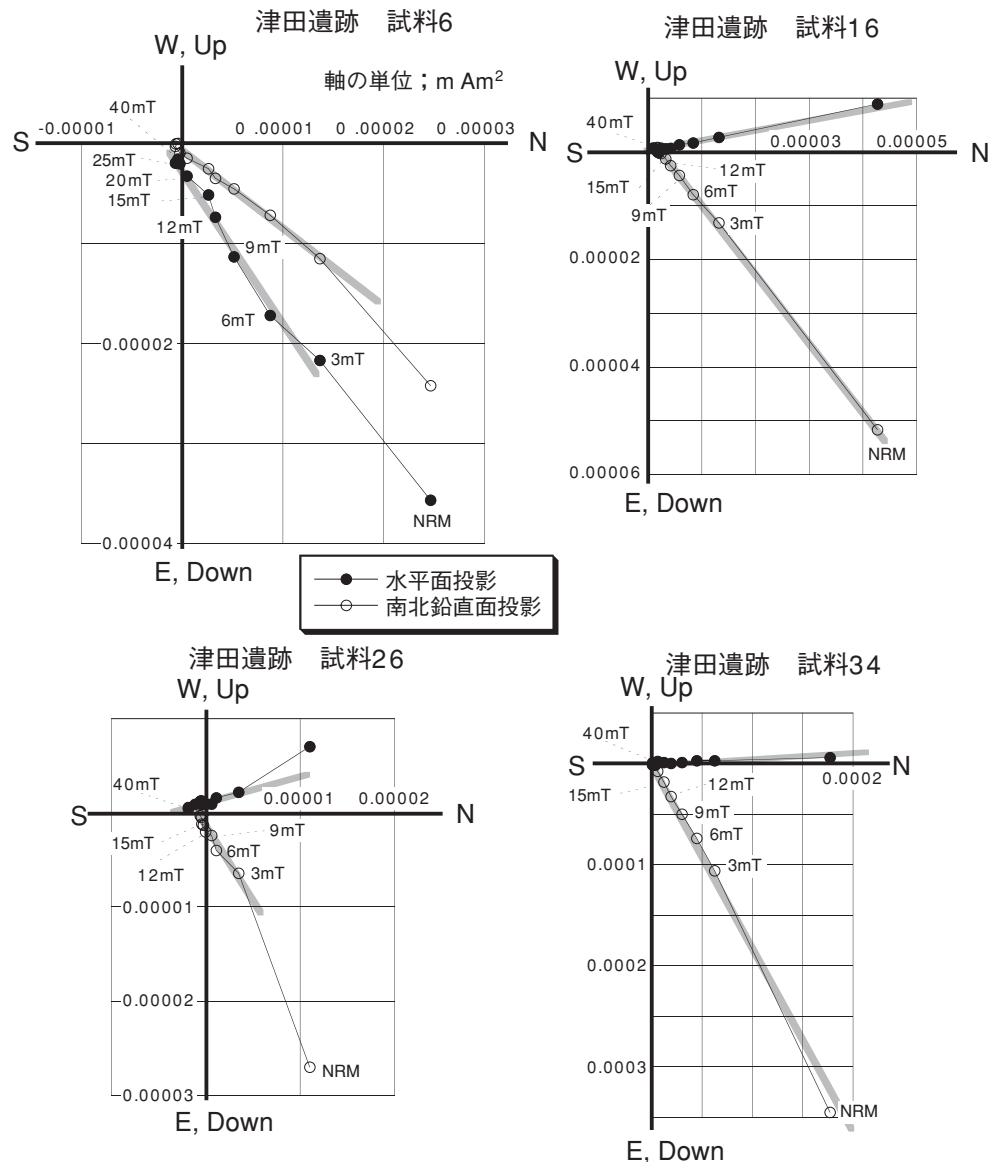 津田遺跡 試料6
W, Up
軸の単位；m Am²
40mT
-0.00001 0 0.00001 0 0.00002 0.00003
S N
25mT
20mT
15mT
12mT
9mT
6mT
3mT
-0.00002
NRM
-0.00004
E, Down
津田遺跡 試料16
W, Up
40mT
0.00003 0.00005
S N
15mT
12mT
9mT
6mT
3mT
0.00002
0.00004
NRM
0.00006
E, Down
水平面投影
南北鉛直面投影
津田遺跡 試料26
W, Up
40mT
0.00001 0.00002
S N
15mT
9mT
12mT
6mT
3mT
-0.00001
-0.00002
NRM
-0.00003
E, Down
津田遺跡 試料34
W, Up
40mT
S N
0.0002
15mT
12mT
9mT
6mT
3mT
0.0001
0.0002
0.0003
NRM
E, Down